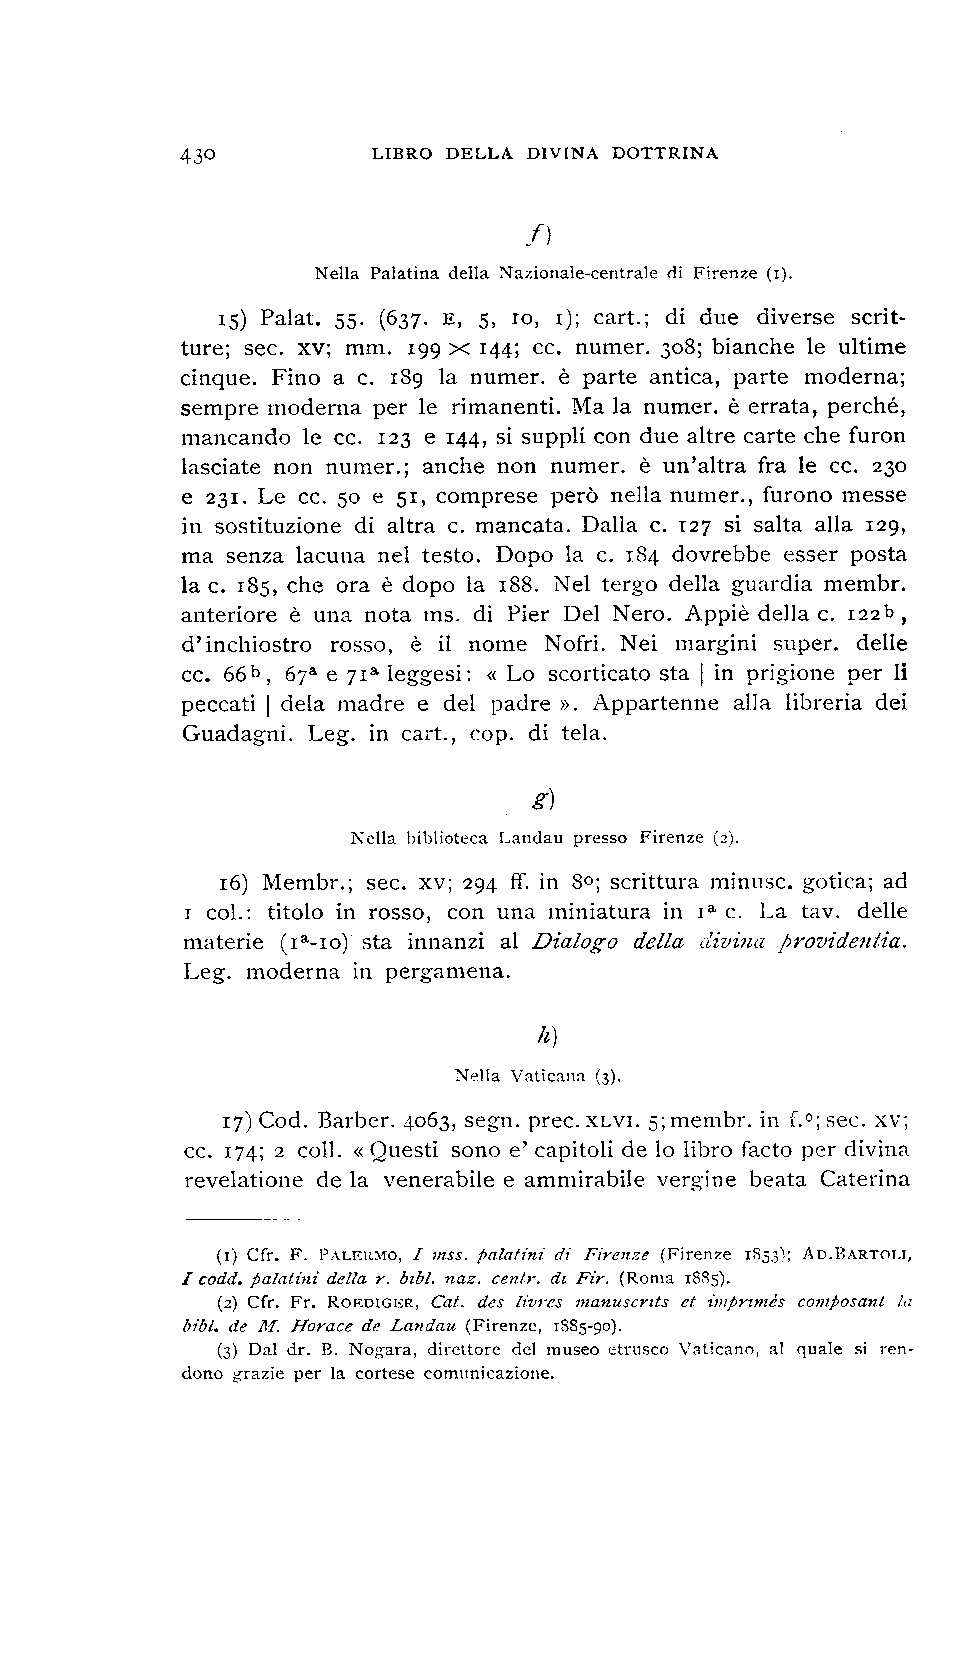 430 LIBRO DELLA DIVINA DOTTRINA
f)
Nella Palatina della Nazionale-centrale di Firenze (1).
15) Palat. 55. (637. E, 5, 10, 1); cart.; di due diverse scrit-
ture; sec. XV; mm. 199 × 144; cc. numer. 308; bianche le ultime
cinque. Fino a c. 189 la numer. è parte antica, parte moderna;
sempre moderna per le rimanenti. Ma la numer. è errata, perché,
mancando le cc. 123 e 144, si supplí con due altre carte che furon
lasciate non numer.; anche non numer. è un'altra fra le cc. 230
e 231. Le cc. 50 e 51, comprese però nella numer., furono messe
in sostituzione di altra c. mancata. Dalla c. 127 si salta alla 129,
ma senza lacuna nel testo. Dopo la c. 184 dovrebbe esser posta
la c. 185, che ora è dopo la 188. Nel tergo della guardia membr.
anteriore è una nota ms. di Pier Del Nero. Appiè della c. 122ᵇ,
d'inchiostro rosso, è il nome Nofri. Nei margini super. delle
cc. 66ᵇ, 67ᵃ e 71ᵃ leggesi: « Lo scorticato sta | in prigione per li
peccati | dela madre e del padre ». Appartenne alla libreria dei
Guadagni. Leg. in cart., cop. di tela.
g)
Nella biblioteca Landau presso Firenze (2).
16) Membr.; sec. XV; 294 ff. in 8º; scrittura minusc. gotica; ad
1 col.: titolo in rosso, con una miniatura in 1ᵃ c. La tav. delle
materie (1ᵃ-10) sta innanzi al Dialogo della divina providentia.
Leg. moderna in pergamena.
h)
Nella Vaticana (3).
17) Cod. Barber. 4063, segn. prec. XLVI. 5; membr. in f.º; sec. XV;
cc. 174; 2 coll. « Questi sono e' capitoli de lo libro facto per divina
revelatione de la venerabile e ammirabile vergine beata Caterina
(1) Cfr. F. PALERMO, I mss. palatini di Firenze (Firenze 1853); AD. BARTOLI,
I codd. palatini della r. bibl. naz. centr. di Fir. (Roma 1885).
(2) Cfr. Fr. ROEDIGER, Cat. des livres manuscrits et imprimés composant la
bibl. de M. Horace de Landau (Firenze, 1885-90).
(3) Dal dr. B. Nogara, direttore del museo etrusco Vaticano, al quale si ren-
dono grazie per la cortese comunicazione.